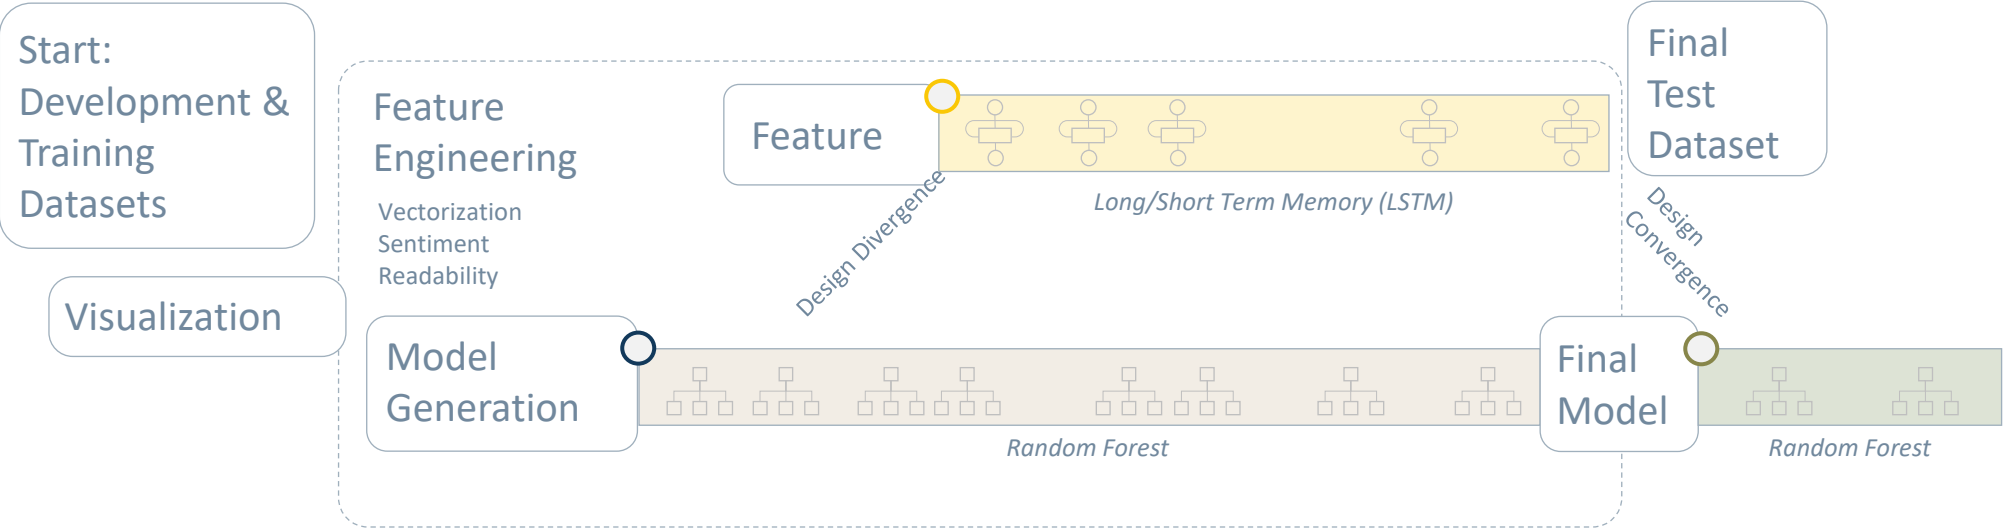 Start:
Development &
Training
Datasets
Visualization
Feature
Engineering
Vectorization
Sentiment
Readability
Model
Generation
Feature
Design Divergence
Long/Short Term Memory (LSTM)
Random Forest
Final
Test
Dataset
Design
Convergence
Final
Model
Random Forest